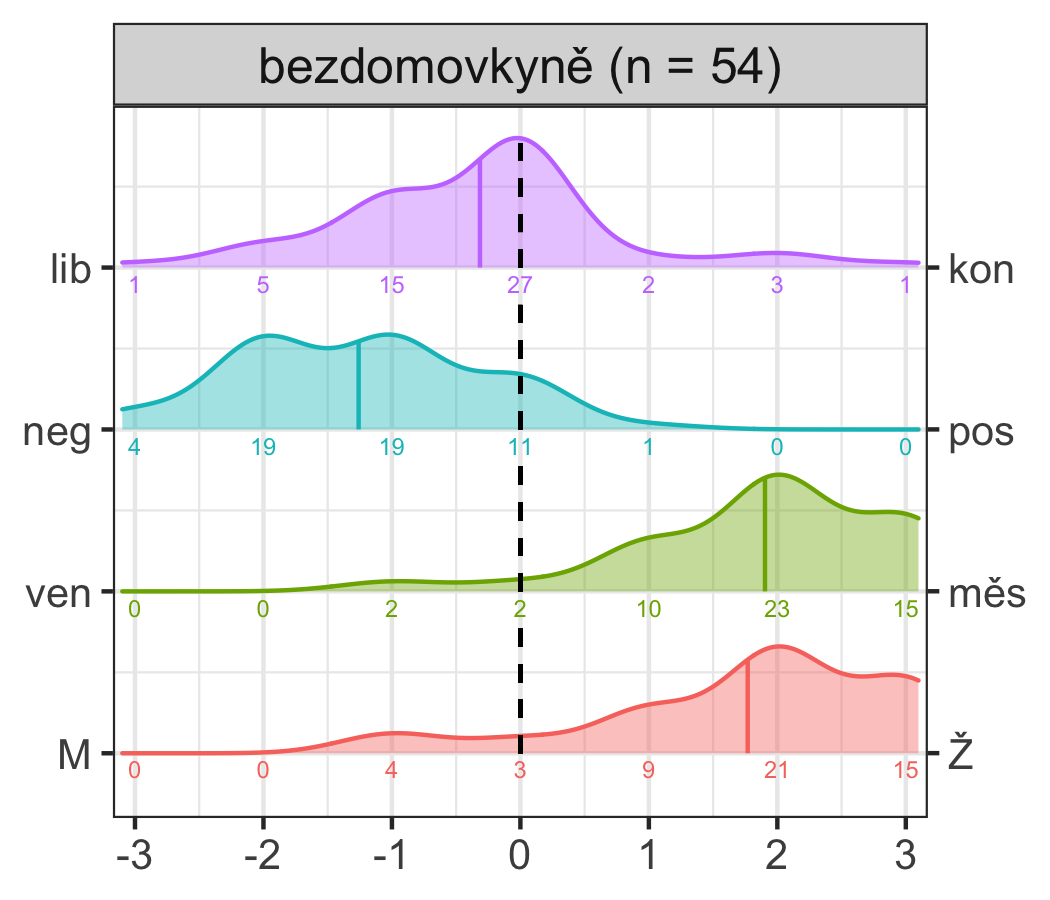 bezdomovkyně (n = 54)
lib kon
1 5 15 27 2 3 1
neg pos
4 19 19 11 1 0 0
ven měs
0 0 2 2 10 23 15
M Ž
0 0 4 3 9 21 15
-3 -2 -1 0 1 2 3